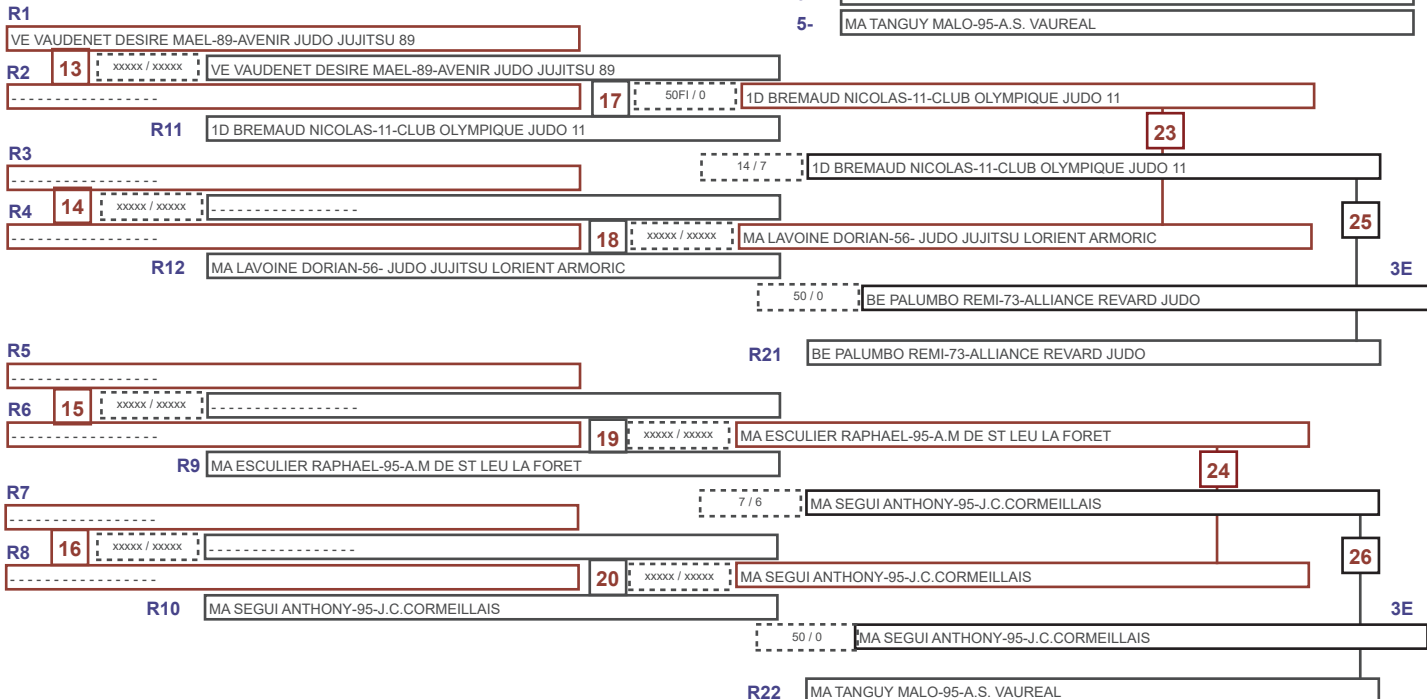 R1
5- MA TANGUY MALO-95-A.S. VAUREAL
VE VAUDENET DESIRE MAEL-89-AVENIR JUDO JUJITSU 89
R2 13 xxxxx / xxxxx VE VAUDENET DESIRE MAEL-89-AVENIR JUDO JUJITSU 89
- - - - - - - - - - - - - - - - - 17 50FI / 0 1D BREMAUD NICOLAS-11-CLUB OLYMPIQUE JUDO 11
R11 1D BREMAUD NICOLAS-11-CLUB OLYMPIQUE JUDO 11 23
R3
14 / 7 1D BREMAUD NICOLAS-11-CLUB OLYMPIQUE JUDO 11
- - - - - - - - - - - - - - - - -
R4 14 xxxxx / xxxxx - - - - - - - - - - - - - - - - -
25
- - - - - - - - - - - - - - - - - 18 xxxxx / xxxxx MA LAVOINE DORIAN-56- JUDO JUJITSU LORIENT ARMORIC
R12 MA LAVOINE DORIAN-56- JUDO JUJITSU LORIENT ARMORIC 3E
50 / 0 BE PALUMBO REMI-73-ALLIANCE REVARD JUDO
R5
R21 BE PALUMBO REMI-73-ALLIANCE REVARD JUDO
- - - - - - - - - - - - - - - - -
R6 15 xxxxx / xxxxx - - - - - - - - - - - - - - - - -
- - - - - - - - - - - - - - - - - 19 xxxxx / xxxxx MA ESCULIER RAPHAEL-95-A.M DE ST LEU LA FORET
R9 MA ESCULIER RAPHAEL-95-A.M DE ST LEU LA FORET 24
R7
7 / 6 MA SEGUI ANTHONY-95-J.C.CORMEILLAIS
- - - - - - - - - - - - - - - - -
R8 16 xxxxx / xxxxx - - - - - - - - - - - - - - - - -
26
- - - - - - - - - - - - - - - - - 20 xxxxx / xxxxx MA SEGUI ANTHONY-95-J.C.CORMEILLAIS
R10 MA SEGUI ANTHONY-95-J.C.CORMEILLAIS 3E
50 / 0 MA SEGUI ANTHONY-95-J.C.CORMEILLAIS
R22 MA TANGUY MALO-95-A.S. VAUREAL